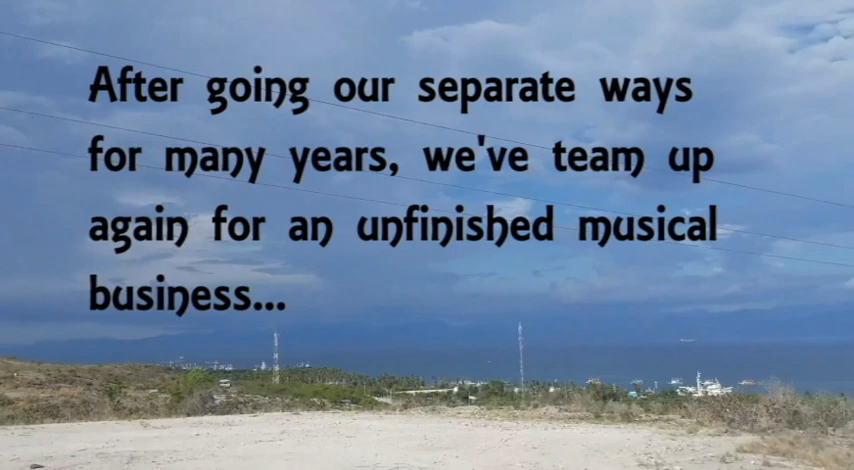 After going our separate ways
for many years, we've team up
again for an unfinished musical
business...